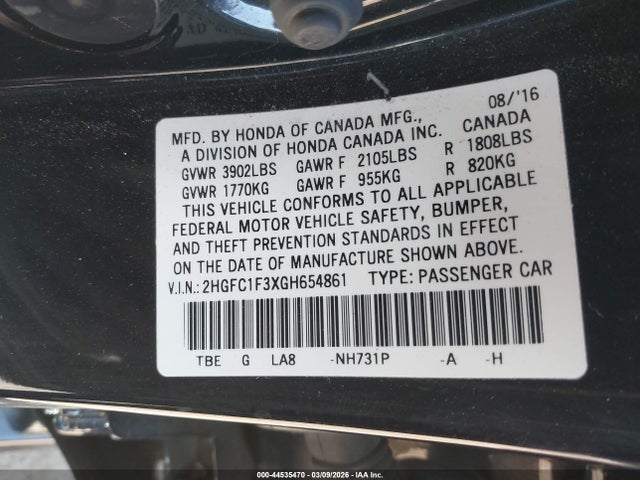 08/'16
MFD. BY HONDA OF CANADA MFG.,
A DIVISION OF HONDA CANADA INC. CANADA
GVWR 3902LBS GAWR F 2105LBS R 1808LBS
GVWR 1770KG GAWR F 955KG R 820KG
THIS VEHICLE CONFORMS TO ALL APPLICABLE
FEDERAL MOTOR VEHICLE SAFETY, BUMPER,
AND THEFT PREVENTION STANDARDS IN EFFECT
ON THE DATE OF MANUFACTURE SHOWN ABOVE.
V.I.N.: 2HGFC1F3XGH654861 TYPE: PASSENGER CAR
TBE G LA8 -NH731P -A -H
000-44535470 - 03/09/2026 - IAA Inc.